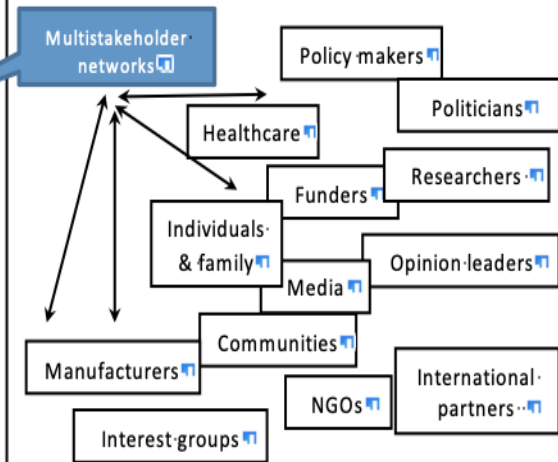 Multistakeholder
networks
Policy makers
Politicians
Healthcare
Researchers
Funders
Individuals
& family
Opinion leaders
Media
Communities
Manufacturers
International
partners
NGOs
Interest groups